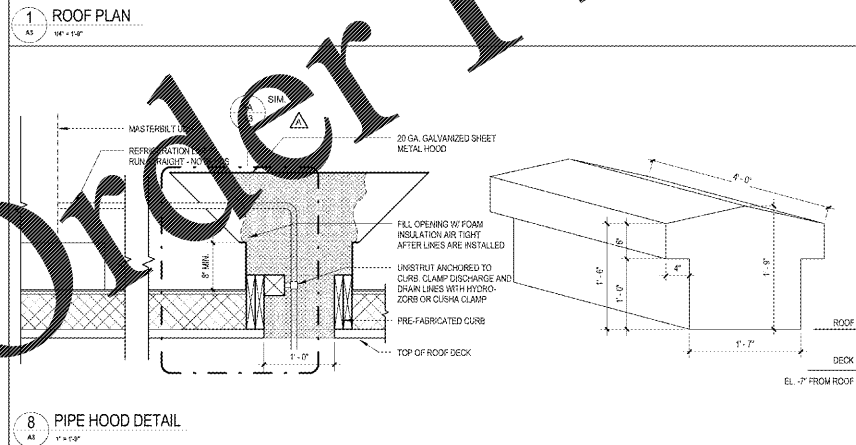 1 ROOF PLAN
A3 1/4" = 1'-0"
Order
SIM.
A
MASTERBILT
20 GA. GALVANIZED SHEET
METAL HOOD
REFRIGERATION
RUN STRAIGHT - NO
FILL OPENING W/ FOAM
INSULATION AIR TIGHT
AFTER LINES ARE INSTALLED
8" MIN.
UNISTRUT ANCHORED TO
CURB. CLAMP DISCHARGE AND
DRAIN LINES WITH HYDRO-
ZORB OR CUSHA CLAMP
PRE-FABRICATED CURB
TOP OF ROOF DECK
1' - 0"
4' - 0"
1' - 6"
6"
1' - 0"
4"
1' - 9"
1' - 7"
ROOF
DECK
EL. -7" FROM ROOF
8 PIPE HOOD DETAIL
A3 1" = 1'-0"